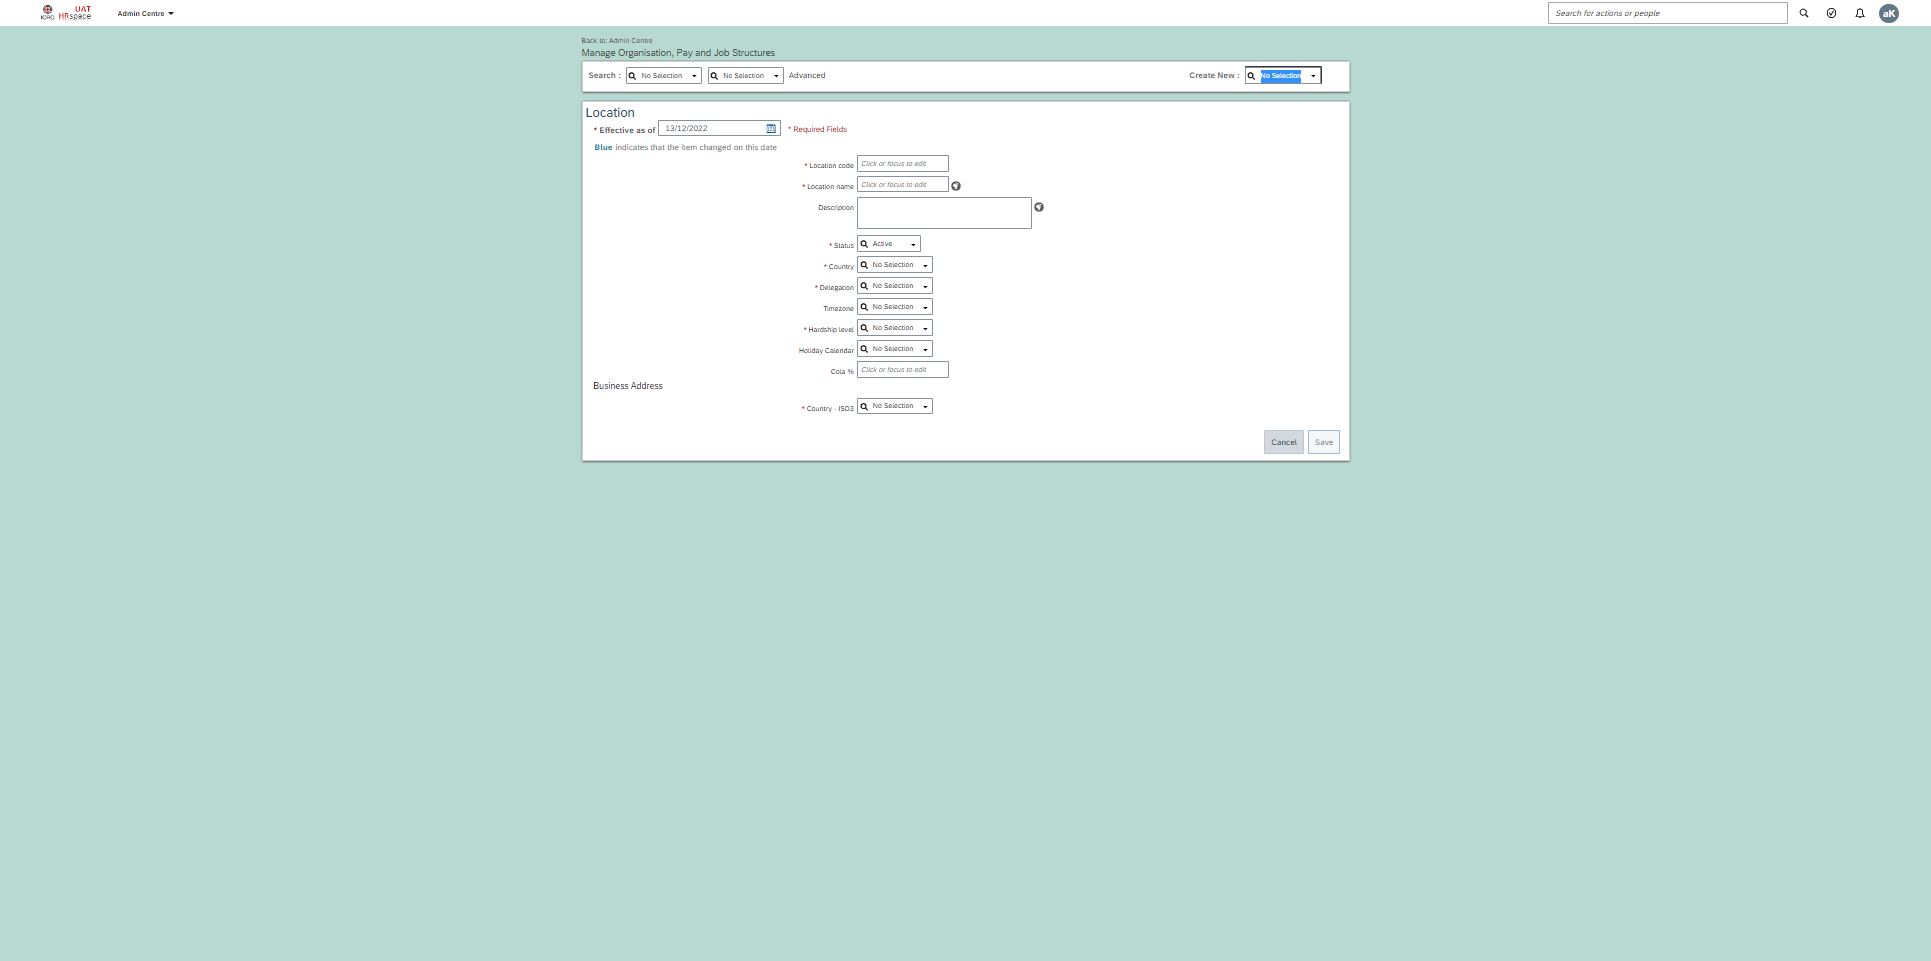 ICRC UAT HRspace Admin Centre Search for actions or people aK
Back to: Admin Centre
Manage Organisation, Pay and Job Structures
Search : No Selection No Selection Advanced Create New : No Selection
Location
* Effective as of 13/12/2022 * Required Fields
Blue indicates that the item changed on this date
* Location code Click or focus to edit
* Location name Click or focus to edit
Description
* Status Active
* Country No Selection
* Delegation No Selection
Timezone No Selection
* Hardship level No Selection
Holiday Calendar No Selection
Cola % Click or focus to edit
Business Address
* Country - ISO3 No Selection
Cancel Save